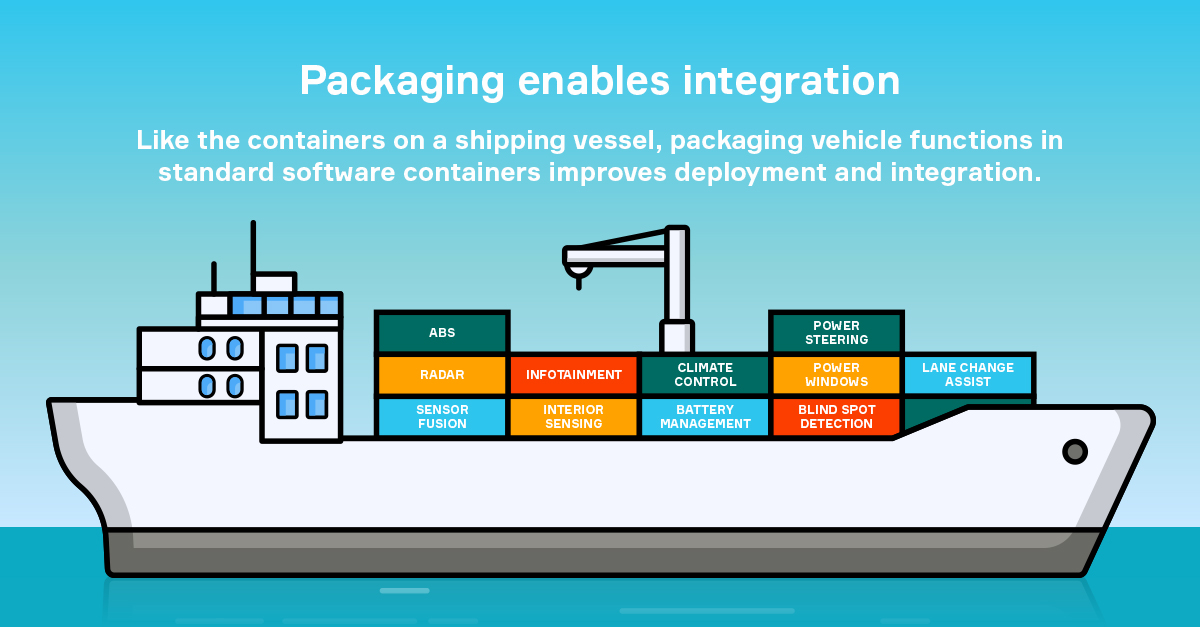 Packaging enables integration
Like the containers on a shipping vessel, packaging vehicle functions in
standard software containers improves deployment and integration.
ABS
POWER
STEERING
RADAR
INFOTAINMENT
CLIMATE
CONTROL
POWER
WINDOWS
LANE CHANGE
ASSIST
SENSOR
FUSION
INTERIOR
SENSING
BATTERY
MANAGEMENT
BLIND SPOT
DETECTION